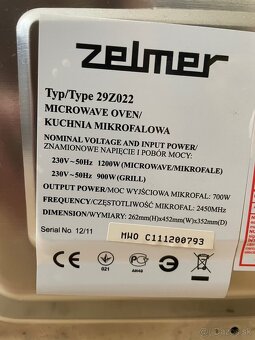 zelmer
Typ/Type 29Z022
MICROWAVE OVEN/
KUCHNIA MIKROFALOWA
NOMINAL VOLTAGE AND INPUT POWER/
ZNAMIONOWE NAPIĘCIE I POBÓR MOCY:
230V~50Hz 1200W (MICROWAVE/MIKROFALE)
230V~50Hz 900W (GRILL)
OUTPUT POWER/MOC WYJŚCIOWA MIKROFAL: 700W
FREQUENCY/CZĘSTOTLIWOŚĆ MIKROFAL: 2450MHz
DIMENSION/WYMIARY: 262mm(H)x452mm(W)x352mm(D)
Serial No 12/11
MWO C111200793
CE
021
AH40